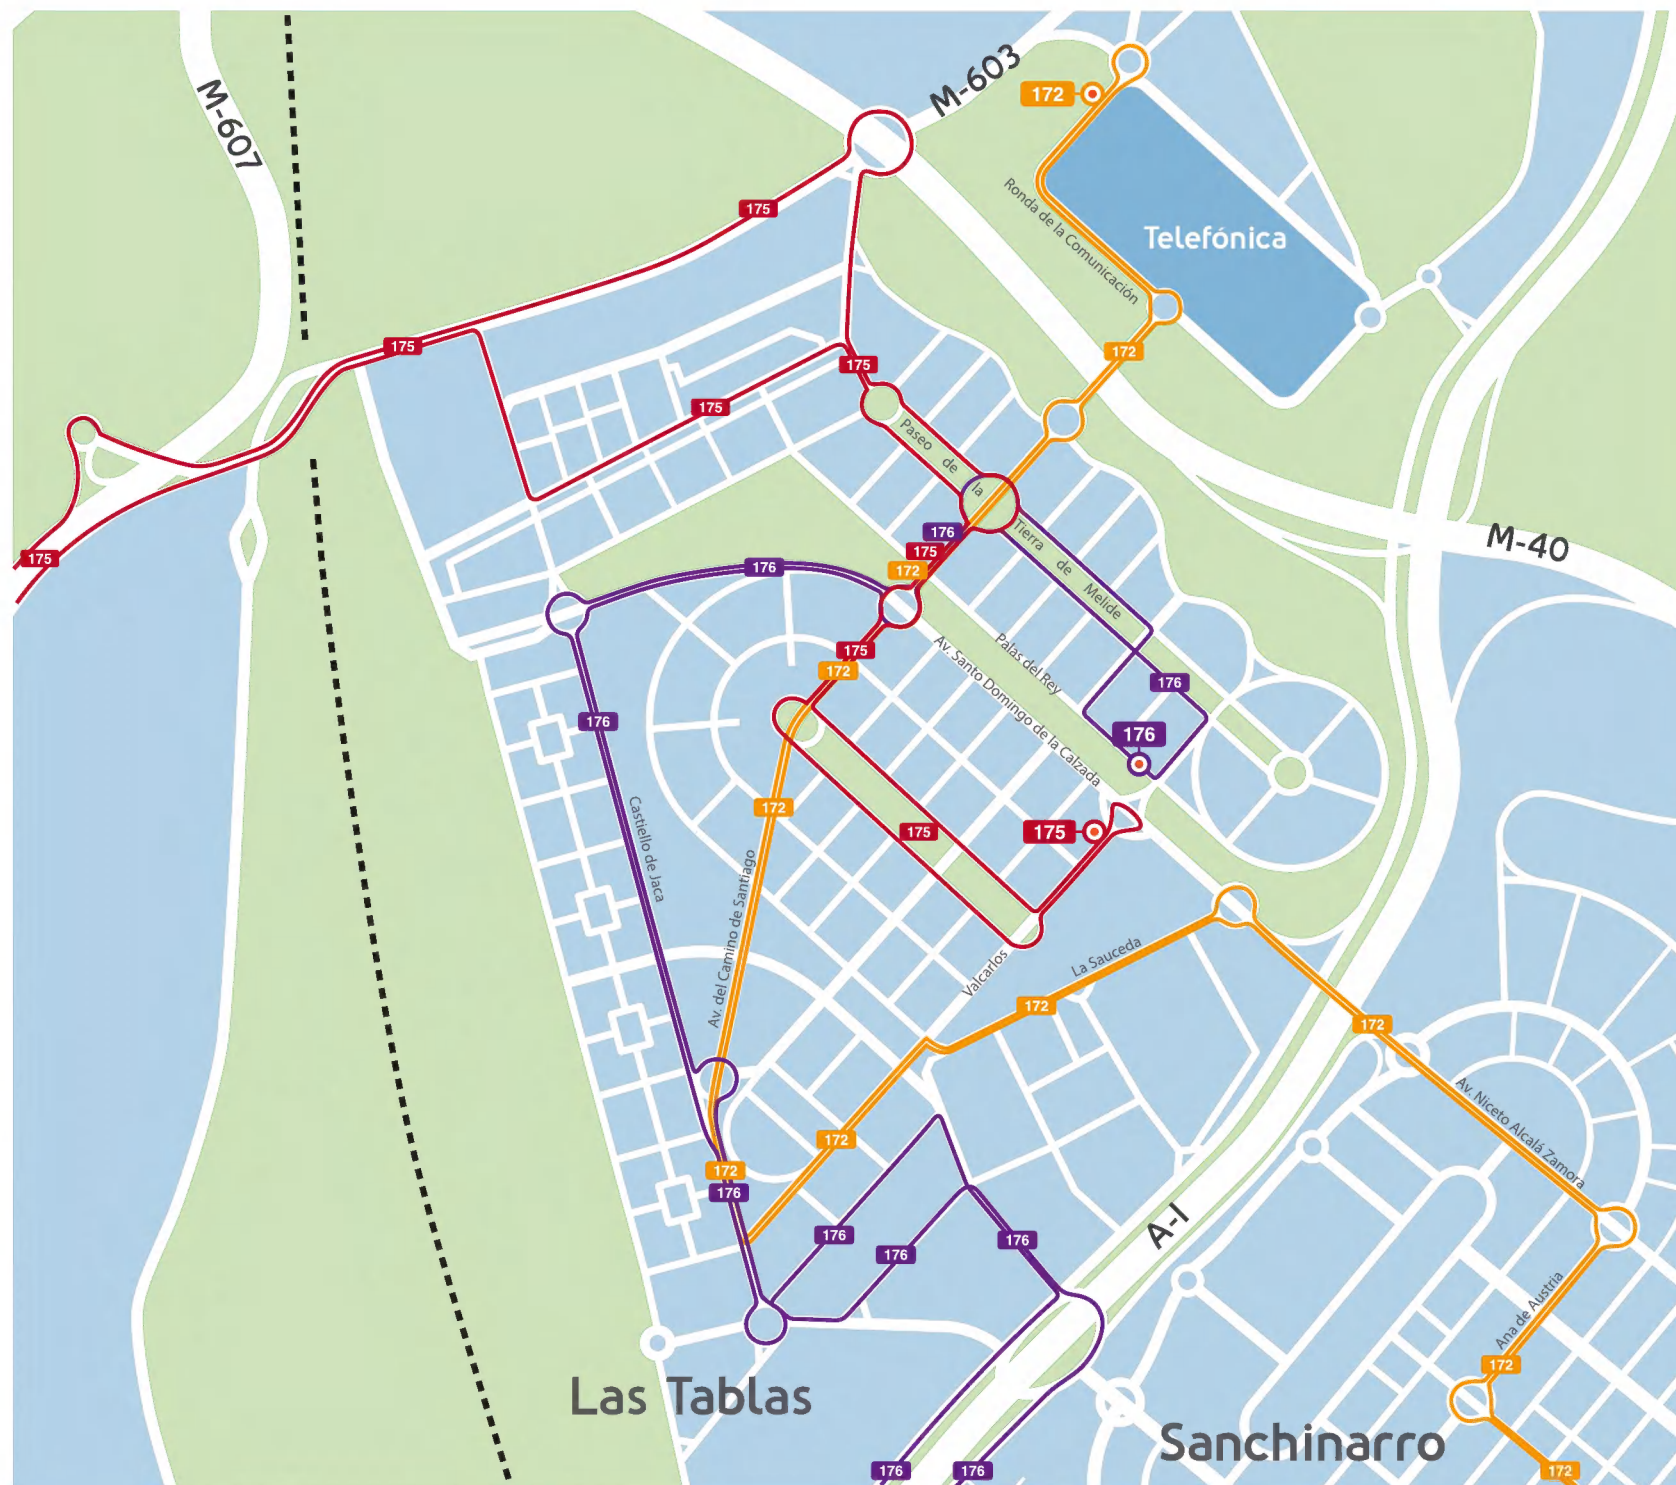 M-603
172
M-607
175
Ronda de la Comunicación
Telefónica
175
172
175
175
Paseo de la Tierra de Melide
M-40
176
175
172
175
176
Palas del Rey
Av. Santo Domingo de la Calzada
175
172
176
176
176
172
Castiello de Jaca
175
175
Av. del Camino de Santiago
La Sauceda
Valcarlos
172
172
Av. Niceto Alcalá Zamora
172
172
176
A-I
176
176
176
Ana de Austria
172
Las Tablas
Sanchinarro
176
176
172